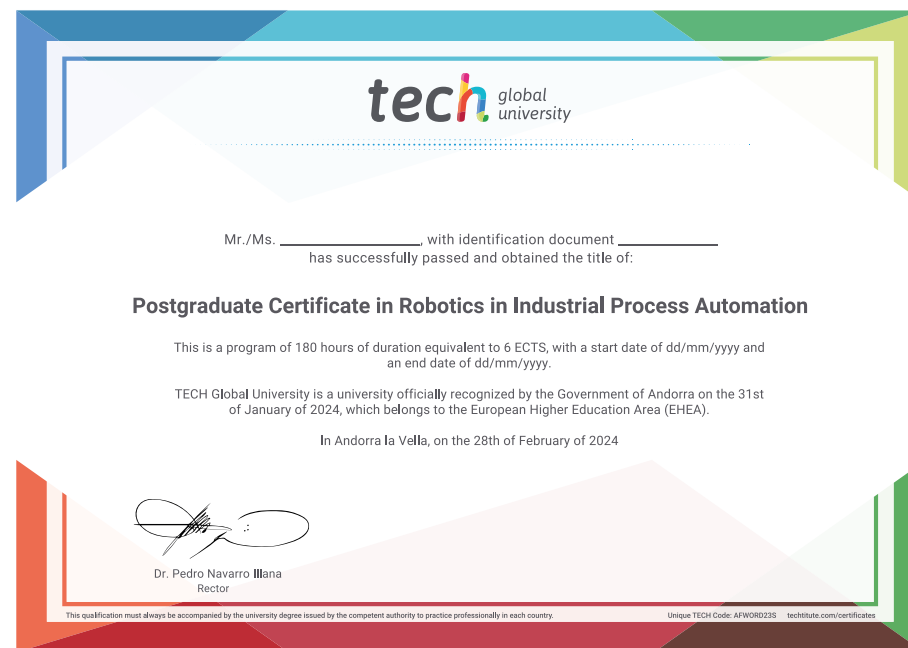 tech global
university
Mr./Ms. ____________, with identification document ____________
has successfully passed and obtained the title of:
Postgraduate Certificate in Robotics in Industrial Process Automation
This is a program of 180 hours of duration equivalent to 6 ECTS, with a start date of dd/mm/yyyy and
an end date of dd/mm/yyyy.
TECH Global University is a university officially recognized by the Government of Andorra on the 31st
of January of 2024, which belongs to the European Higher Education Area (EHEA).
In Andorra la Vella, on the 28th of February of 2024
Dr. Pedro Navarro Illana
Rector
This qualification must always be accompanied by the university degree issued by the competent authority to practice professionally in each country. Unique TECH Code: AFWORD23S techtitute.com/certificates